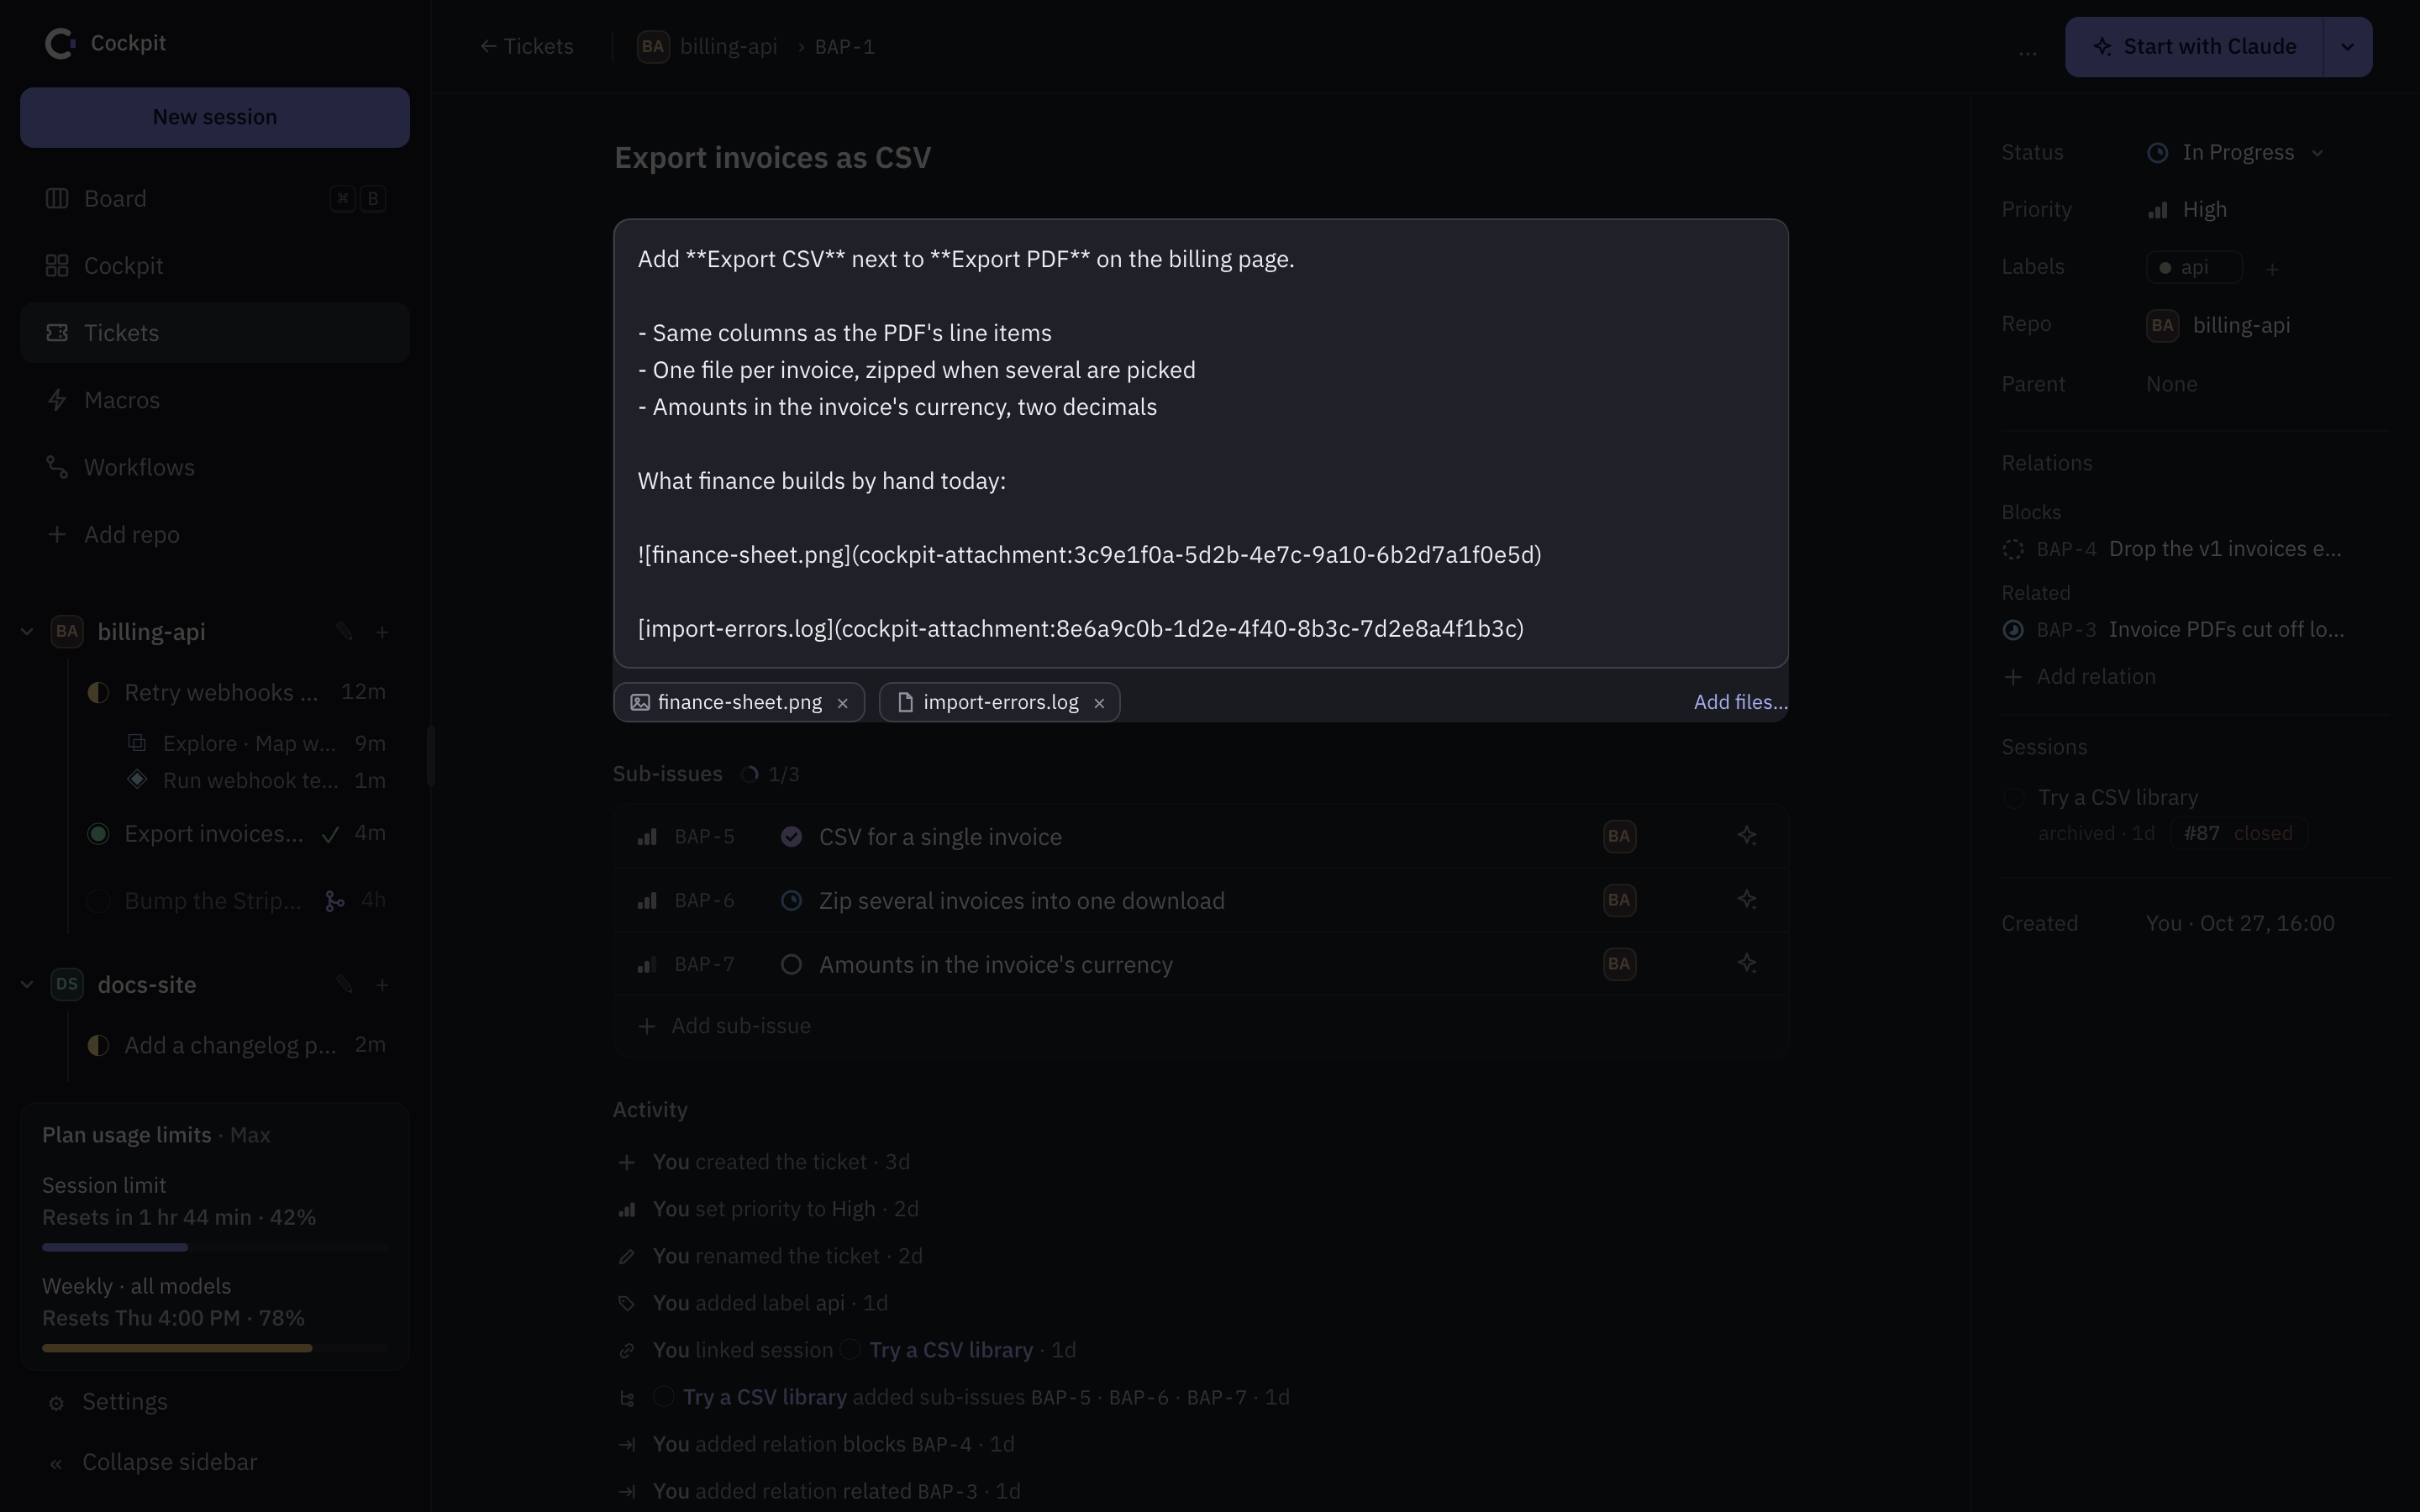 Cockpit
New session
Board ⌘ B
Cockpit
Tickets
Macros
Workflows
+ Add repo
BA billing-api +
Retry webhooks ... 12m
Explore · Map w... 9m
Run webhook te... 1m
Export invoices... 4m
Bump the Strip... 4h
DS docs-site +
Add a changelog p... 2m
Plan usage limits · Max
Session limit
Resets in 1 hr 44 min · 42%
Weekly · all models
Resets Thu 4:00 PM · 78%
Settings
« Collapse sidebar
← Tickets BA billing-api › BAP-1
... Start with Claude
Export invoices as CSV
Add **Export CSV** next to **Export PDF** on the billing page.
- Same columns as the PDF's line items
- One file per invoice, zipped when several are picked
- Amounts in the invoice's currency, two decimals
What finance builds by hand today:
![finance-sheet.png](cockpit-attachment:3c9e1f0a-5d2b-4e7c-9a10-6b2d7a1f0e5d)
[import-errors.log](cockpit-attachment:8e6a9c0b-1d2e-4f40-8b3c-7d2e8a4f1b3c)
finance-sheet.png × import-errors.log × Add files...
Sub-issues 1/3
BAP-5 CSV for a single invoice BA
BAP-6 Zip several invoices into one download BA
BAP-7 Amounts in the invoice's currency BA
+ Add sub-issue
Activity
+ You created the ticket · 3d
You set priority to High · 2d
You renamed the ticket · 2d
You added label api · 1d
You linked session Try a CSV library · 1d
Try a CSV library added sub-issues BAP-5 · BAP-6 · BAP-7 · 1d
You added relation blocks BAP-4 · 1d
You added relation related BAP-3 · 1d
Status In Progress
Priority High
Labels api +
Repo BA billing-api
Parent None
Relations
Blocks
BAP-4 Drop the v1 invoices e...
Related
BAP-3 Invoice PDFs cut off lo...
+ Add relation
Sessions
Try a CSV library
archived · 1d #87 closed
Created You · Oct 27, 16:00